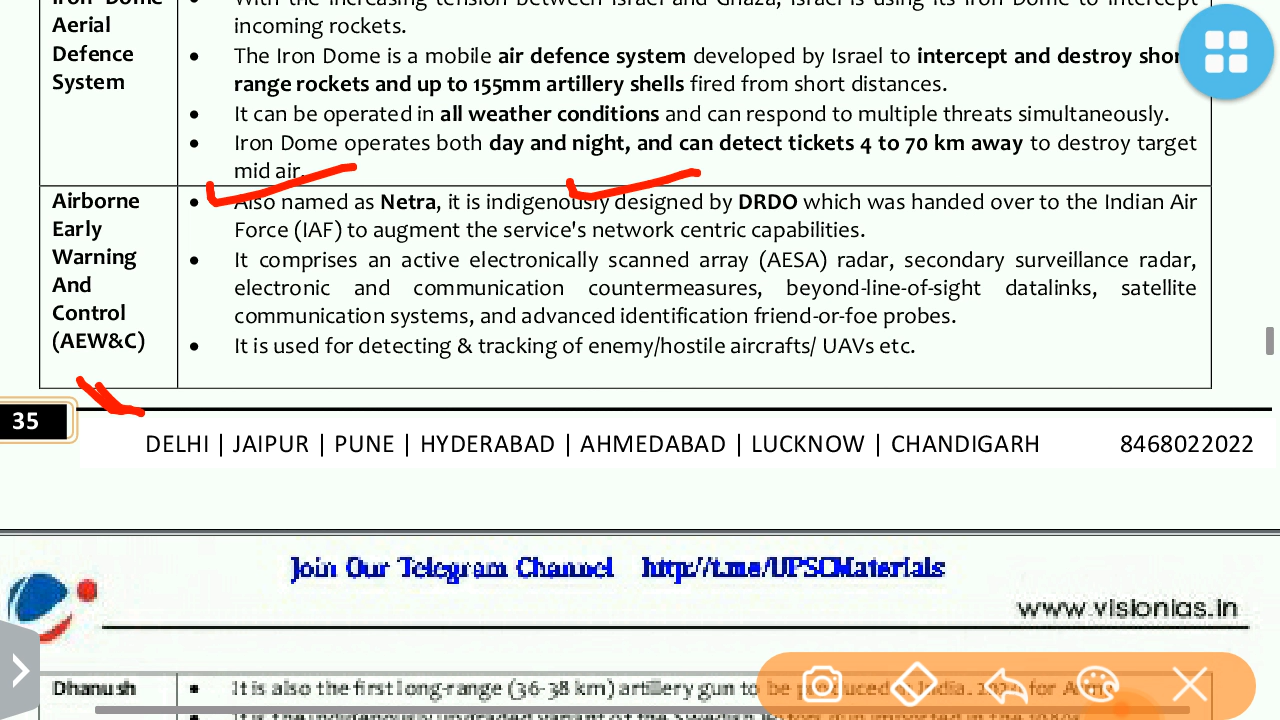 Iron Dome
Aerial
Defence
System
With the increasing tension between Israel and Ghaza, Israel is using its Iron Dome to intercept
incoming rockets.
The Iron Dome is a mobile air defence system developed by Israel to intercept and destroy short
range rockets and up to 155mm artillery shells fired from short distances.
It can be operated in all weather conditions and can respond to multiple threats simultaneously.
Iron Dome operates both day and night, and can detect tickets 4 to 70 km away to destroy target
mid air.
Airborne
Early
Warning
And
Control
(AEW&C)
Also named as Netra, it is indigenously designed by DRDO which was handed over to the Indian Air
Force (IAF) to augment the service's network centric capabilities.
It comprises an active electronically scanned array (AESA) radar, secondary surveillance radar,
electronic and communication countermeasures, beyond-line-of-sight datalinks, satellite
communication systems, and advanced identification friend-or-foe probes.
It is used for detecting & tracking of enemy/hostile aircrafts/ UAVs etc.
35
DELHI | JAIPUR | PUNE | HYDERABAD | AHMEDABAD | LUCKNOW | CHANDIGARH 8468022022
Join Our Telegram Channel http://t.me/UPSCMaterials
www.visionias.in
Dhanush
It is also the first long-range (36-38 km) artillery gun to be produced India. for